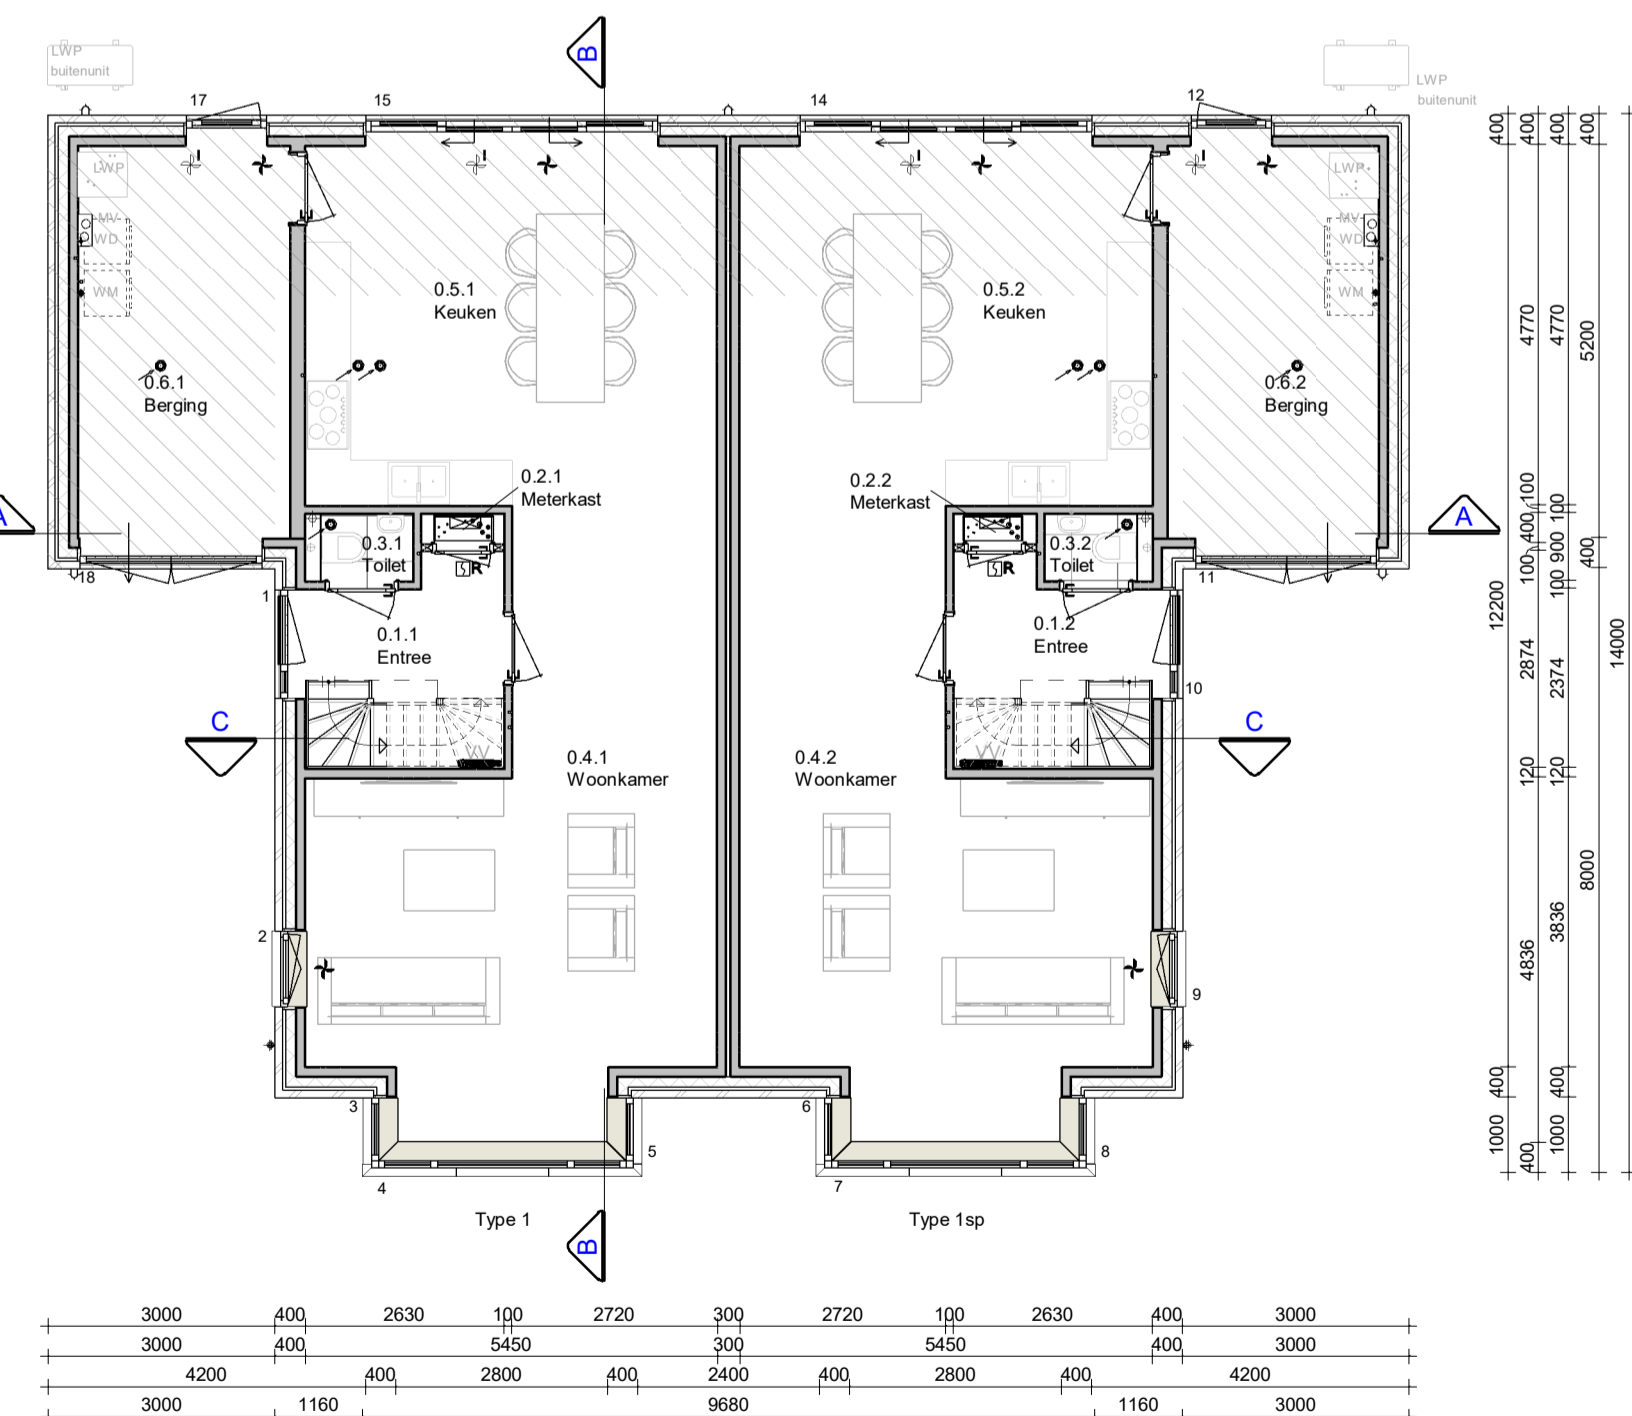 LWP
buitenunit
B
LWP
buitenunit
17
15
14
12
LWP
MV
WD
WM
LWP
MV
WD
WM
0.5.1
Keuken
0.5.2
Keuken
0.6.1
Berging
0.6.2
Berging
0.2.1
Meterkast
0.2.2
Meterkast
A
A
0.3.1
Toilet
0.3.2
Toilet
R
R
18
11
1
0.1.1
Entree
0.1.2
Entree
10
C
C
VV
VV
0.4.1
Woonkamer
0.4.2
Woonkamer
2
9
3
6
5
8
4
7
Type 1
Type 1sp
B
400
400
400
400
4770
4770
5200
100
100
400
900
400
100
100
12200
2874
2374
14000
120
120
8000
4836
3836
400
400
1000
1000
400
3000 400 2630 100 2720 300 2720 100 2630 400 3000
3000 400 5450 300 5450 400 3000
4200 400 2800 400 2400 400 2800 400 4200
3000 1160 9680 1160 3000